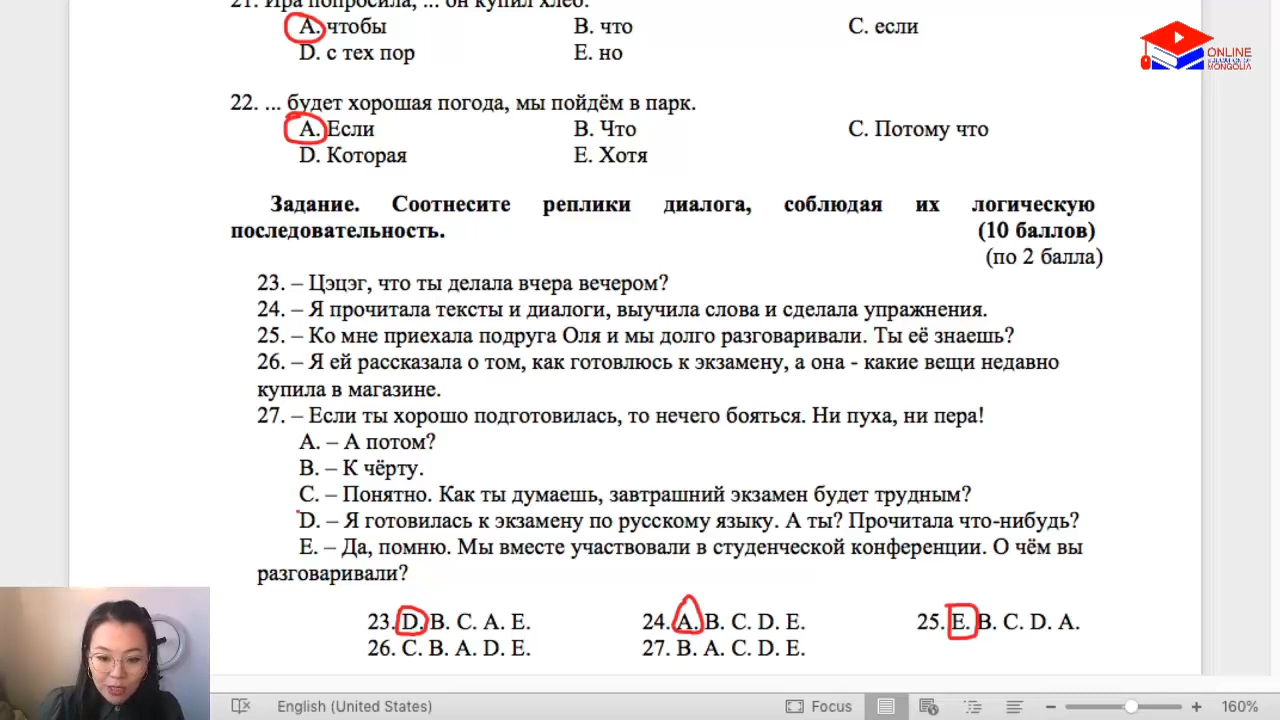 21. Ира попросила, ... он купил хлеб.
A. чтобы B. что C. если
D. с тех пор E. но
22. ... будет хорошая погода, мы пойдём в парк.
A. Если B. Что C. Потому что
D. Которая E. Хотя
Задание. Соотнесите реплики диалога, соблюдая их логическую
последовательность. (10 баллов)
(по 2 балла)
23. – Цэцэг, что ты делала вчера вечером?
24. – Я прочитала тексты и диалоги, выучила слова и сделала упражнения.
25. – Ко мне приехала подруга Оля и мы долго разговаривали. Ты её знаешь?
26. – Я ей рассказала о том, как готовлюсь к экзамену, а она - какие вещи недавно
купила в магазине.
27. – Если ты хорошо подготовилась, то нечего бояться. Ни пуха, ни пера!
A. – А потом?
B. – К чёрту.
C. – Понятно. Как ты думаешь, завтрашний экзамен будет трудным?
D. – Я готовилась к экзамену по русскому языку. А ты? Прочитала что-нибудь?
E. – Да, помню. Мы вместе участвовали в студенческой конференции. О чём вы
разговаривали?
23. D. B. C. A. E. 24. A. B. C. D. E. 25. E. B. C. D. A.
26. C. B. A. D. E. 27. B. A. C. D. E.
ONLINE
EDUCATION OF
MONGOLIA
English (United States) Focus 160%